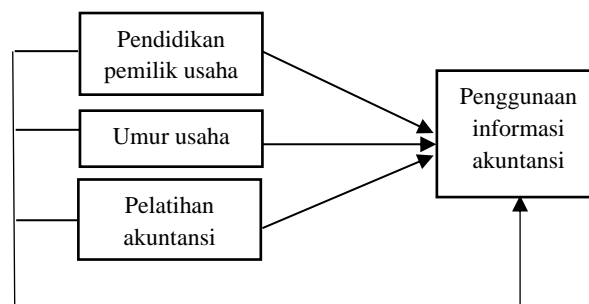 Pendidikan
pemilik usaha
Umur usaha
Pelatihan
akuntansi
Penggunaan
informasi
akuntansi